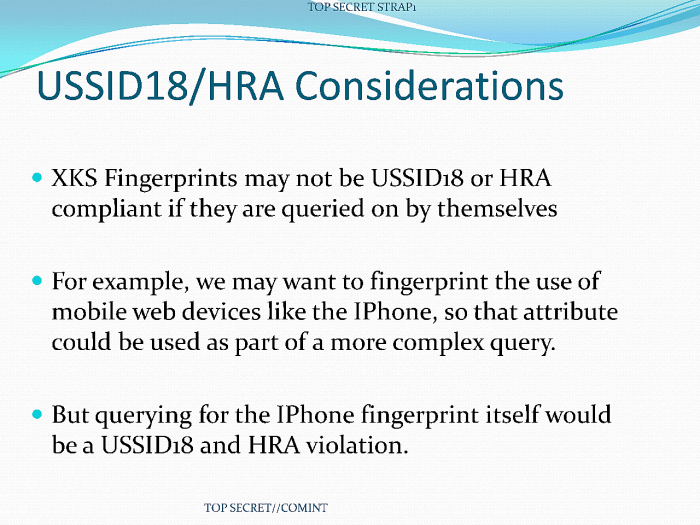 TOP SECRET STRAP1
USSID18/HRA Considerations
• XKS Fingerprints may not be USSID18 or HRA
compliant if they are queried on by themselves
• For example, we may want to fingerprint the use of
mobile web devices like the IPhone, so that attribute
could be used as part of a more complex query.
• But querying for the IPhone fingerprint itself would
be a USSID18 and HRA violation.
TOP SECRET//COMINT